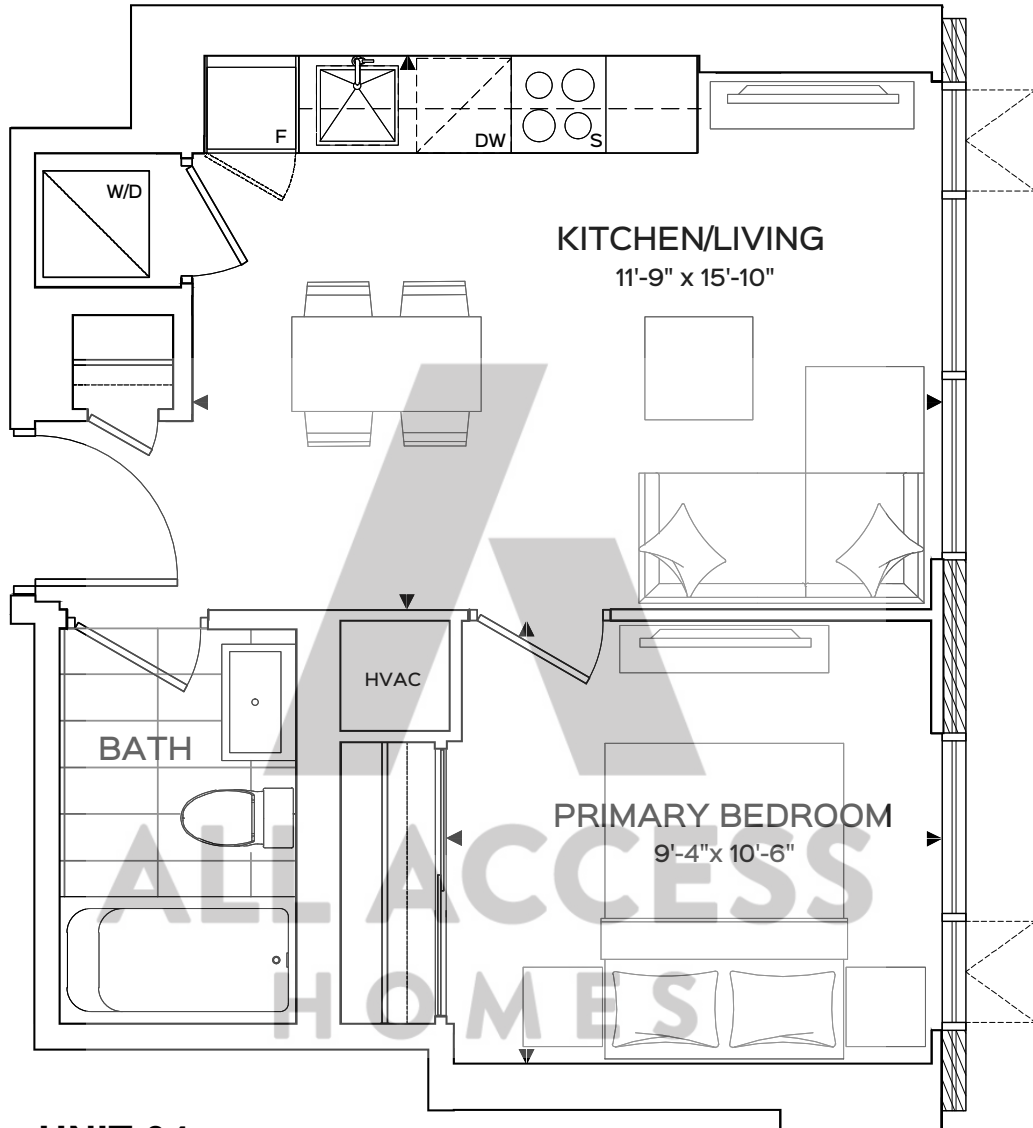 F
DW
S
W/D
KITCHEN/LIVING
11'-9" x 15'-10"
HVAC
BATH
PRIMARY BEDROOM
9'-4"x 10'-6"
ALL ACCESS
HOMES